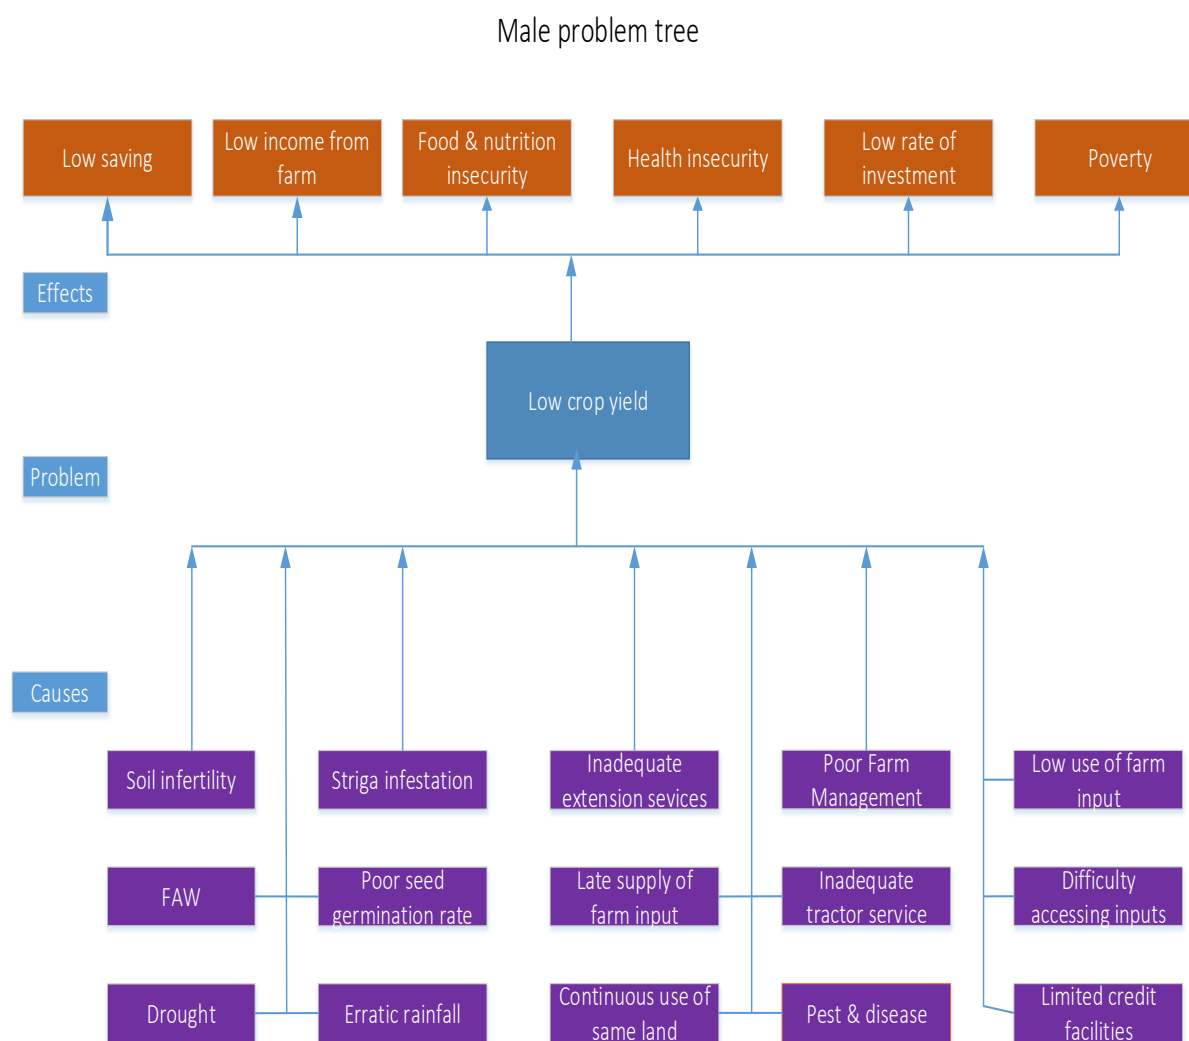 Male problem tree
Low saving
Low income from
farm
Food & nutrition
insecurity
Health insecurity
Low rate of
investment
Poverty
Effects
Low crop yield
Problem
Causes
Soil infertility
Striga infestation
Inadequate
extension sevices
Poor Farm
Management
Low use of farm
input
FAW
Poor seed
germination rate
Late supply of
farm input
Inadequate
tractor service
Difficulty
accessing inputs
Drought
Erratic rainfall
Continuous use of
same land
Pest & disease
Limited credit
facilities